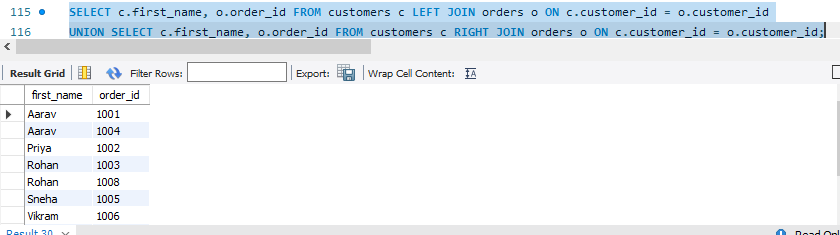 115 SELECT c.first_name, o.order_id FROM customers c LEFT JOIN orders o ON c.customer_id = o.customer_id
116 UNION SELECT c.first_name, o.order_id FROM customers c RIGHT JOIN orders o ON c.customer_id = o.customer_id;
Result Grid Filter Rows: Export: Wrap Cell Content:
first_name order_id
Aarav 1001
Aarav 1004
Priya 1002
Rohan 1003
Rohan 1008
Sneha 1005
Vikram 1006
Result 30 Read Onl